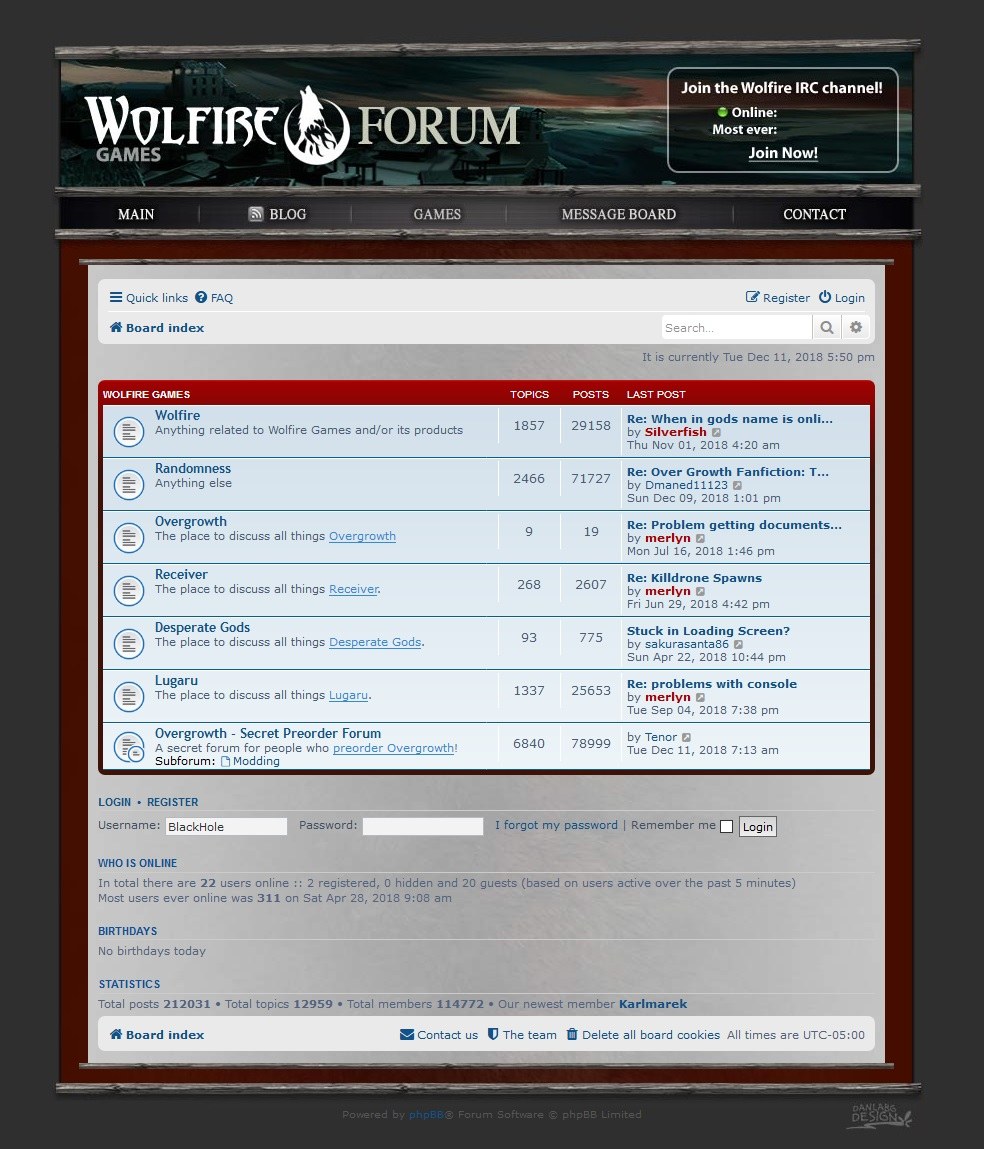 WOLFIRE GAMES FORUM
Join the Wolfire IRC channel!
Online:
Most ever:
Join Now!
MAIN BLOG GAMES MESSAGE BOARD CONTACT
Quick links FAQ Register Login
Board index Search...
It is currently Tue Dec 11, 2018 5:50 pm
WOLFIRE GAMES TOPICS POSTS LAST POST
Wolfire
Anything related to Wolfire Games and/or its products
1857 29158
Re: When in gods name is onli...
by Silverfish
Thu Nov 01, 2018 4:20 am
Randomness
Anything else
2466 71727
Re: Over Growth Fanfiction: T...
by Dmaned11123
Sun Dec 09, 2018 1:01 pm
Overgrowth
The place to discuss all things Overgrowth
9 19
Re: Problem getting documents...
by merlyn
Mon Jul 16, 2018 1:46 pm
Receiver
The place to discuss all things Receiver.
268 2607
Re: Killdrone Spawns
by merlyn
Fri Jun 29, 2018 4:42 pm
Desperate Gods
The place to discuss all things Desperate Gods.
93 775
Stuck in Loading Screen?
by sakurasanta86
Sun Apr 22, 2018 10:44 pm
Lugaru
The place to discuss all things Lugaru.
1337 25653
Re: problems with console
by merlyn
Tue Sep 04, 2018 7:38 pm
Overgrowth - Secret Preorder Forum
A secret forum for people who preorder Overgrowth!
Subforum: Modding
6840 78999
by Tenor
Tue Dec 11, 2018 7:13 am
LOGIN • REGISTER
Username: BlackHole Password: I forgot my password | Remember me Login
WHO IS ONLINE
In total there are 22 users online :: 2 registered, 0 hidden and 20 guests (based on users active over the past 5 minutes)
Most users ever online was 311 on Sat Apr 28, 2018 9:08 am
BIRTHDAYS
No birthdays today
STATISTICS
Total posts 212031 • Total topics 12959 • Total members 114772 • Our newest member Karlmarek
Board index Contact us The team Delete all board cookies All times are UTC-05:00
Powered by phpBB® Forum Software © phpBB Limited
DANLABG
DESIGN